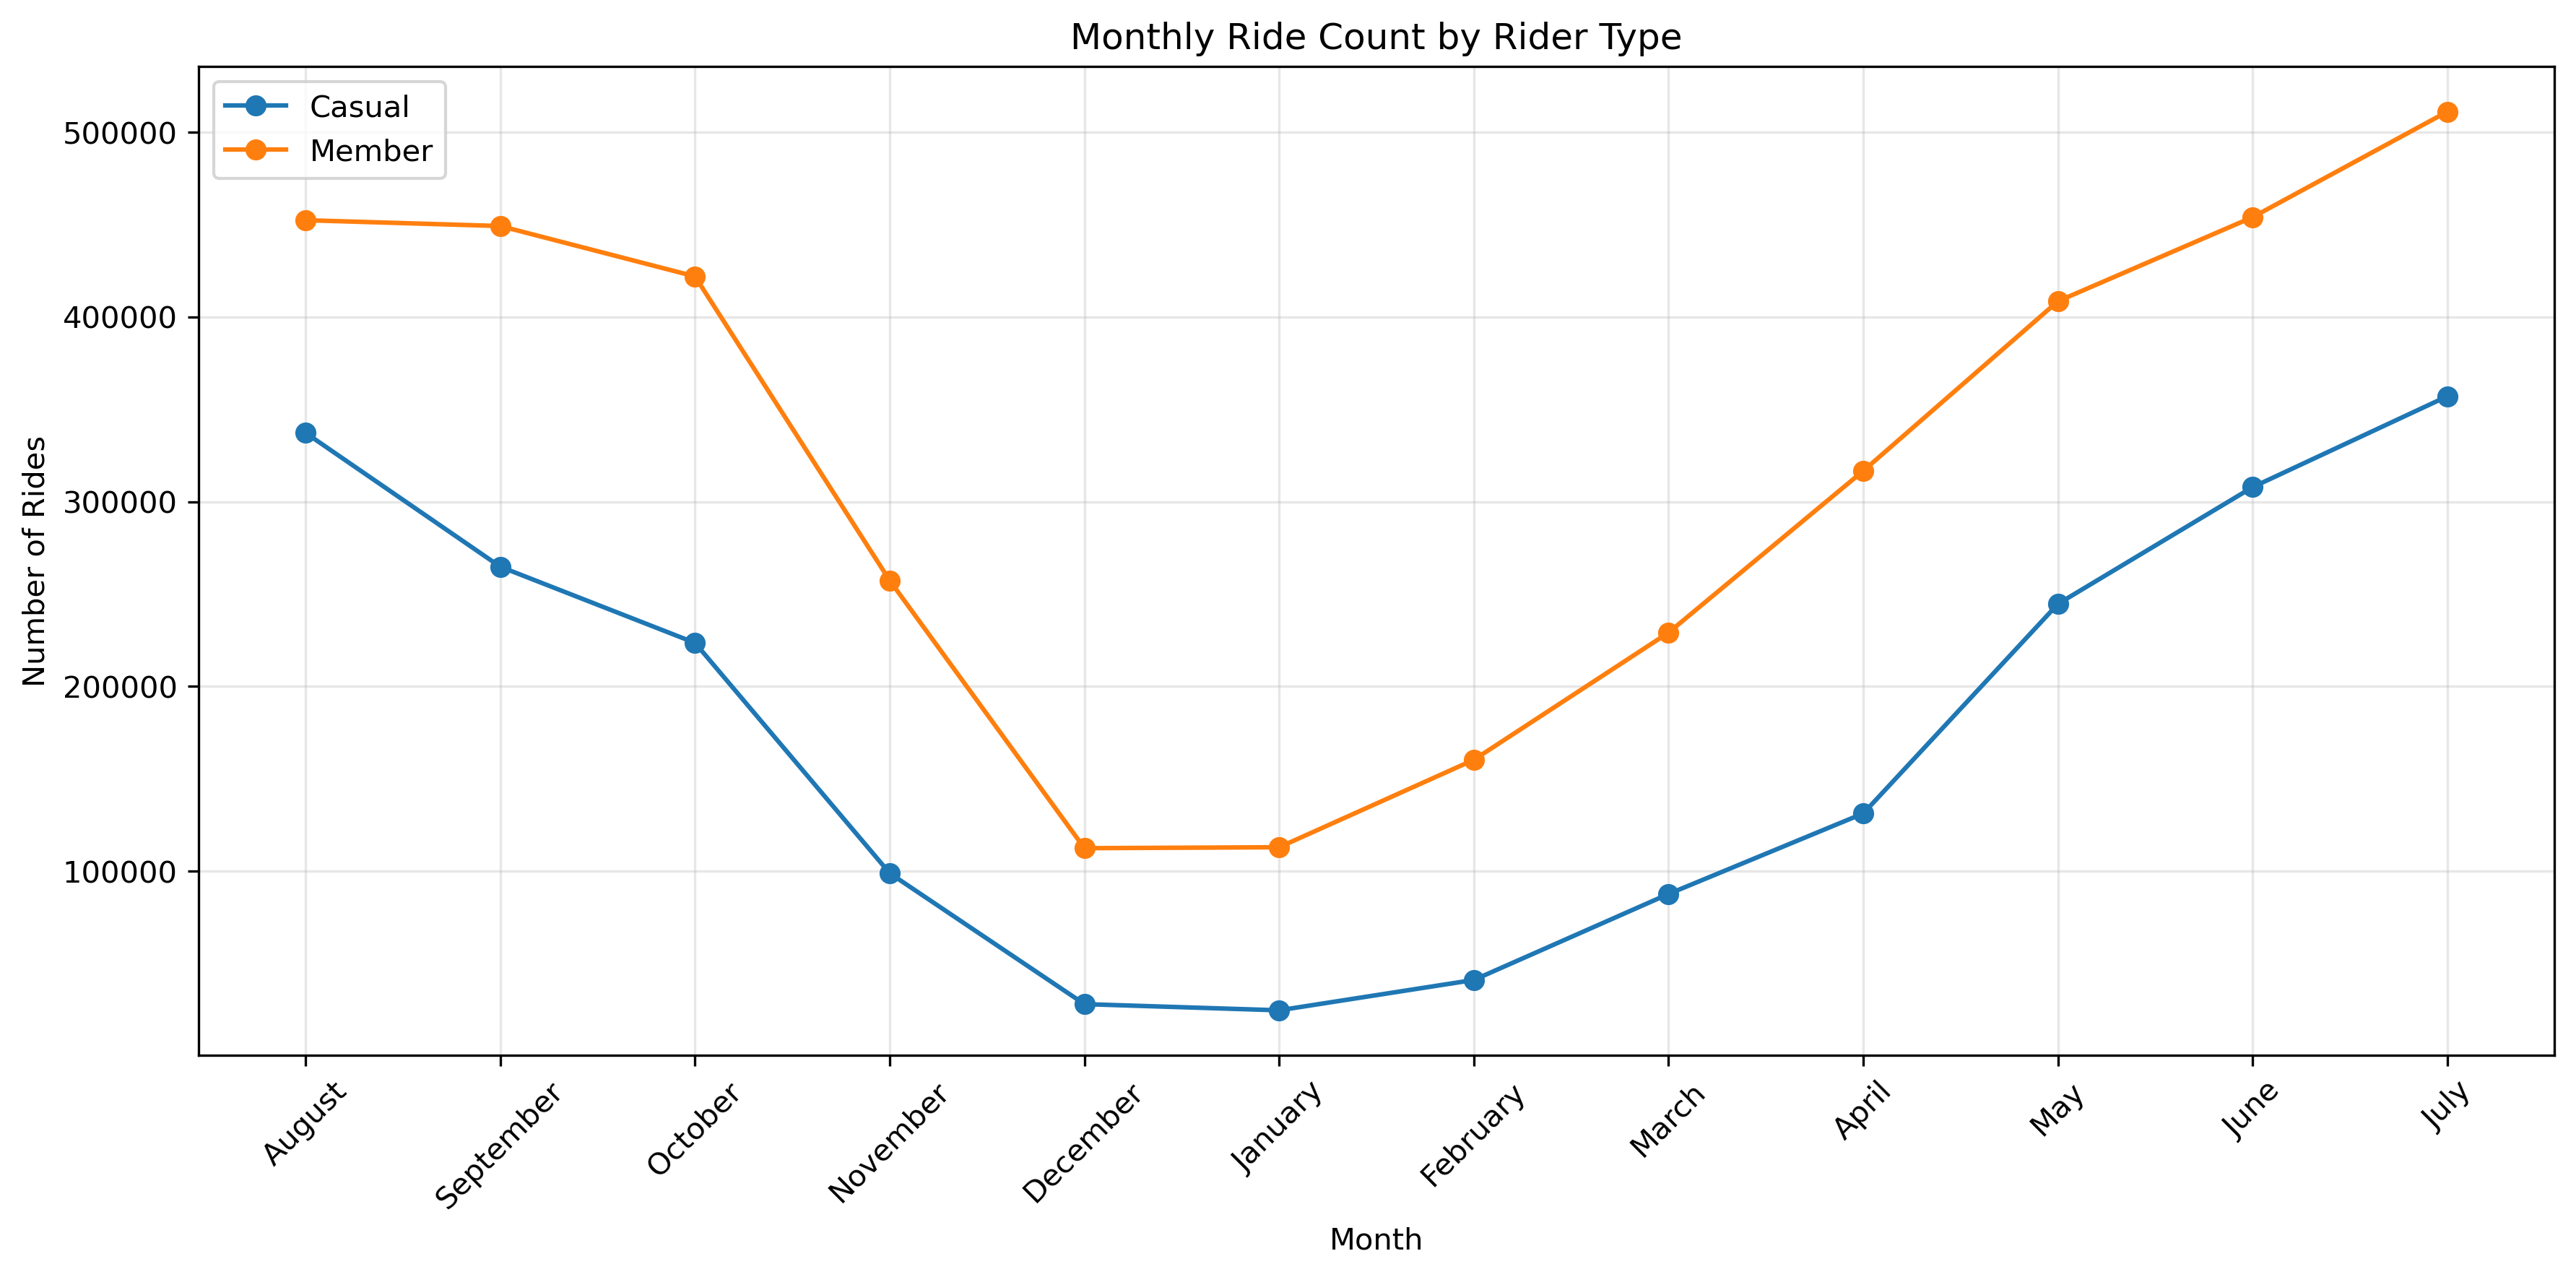 Monthly Ride Count by Rider Type
Casual
Member
500000
400000
300000
200000
100000
Number of Rides
August
September
October
November
December
January
February
March
April
May
June
July
Month